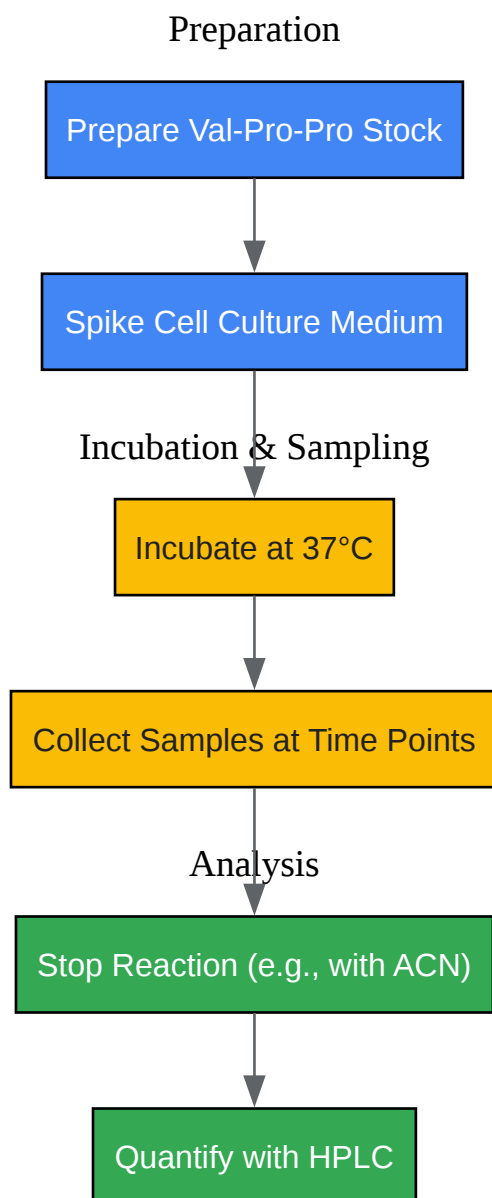 Preparation
Prepare Val-Pro-Pro Stock
Spike Cell Culture Medium
Incubation & Sampling
Incubate at 37°C
Collect Samples at Time Points
Analysis
Stop Reaction (e.g., with ACN)
Quantify with HPLC